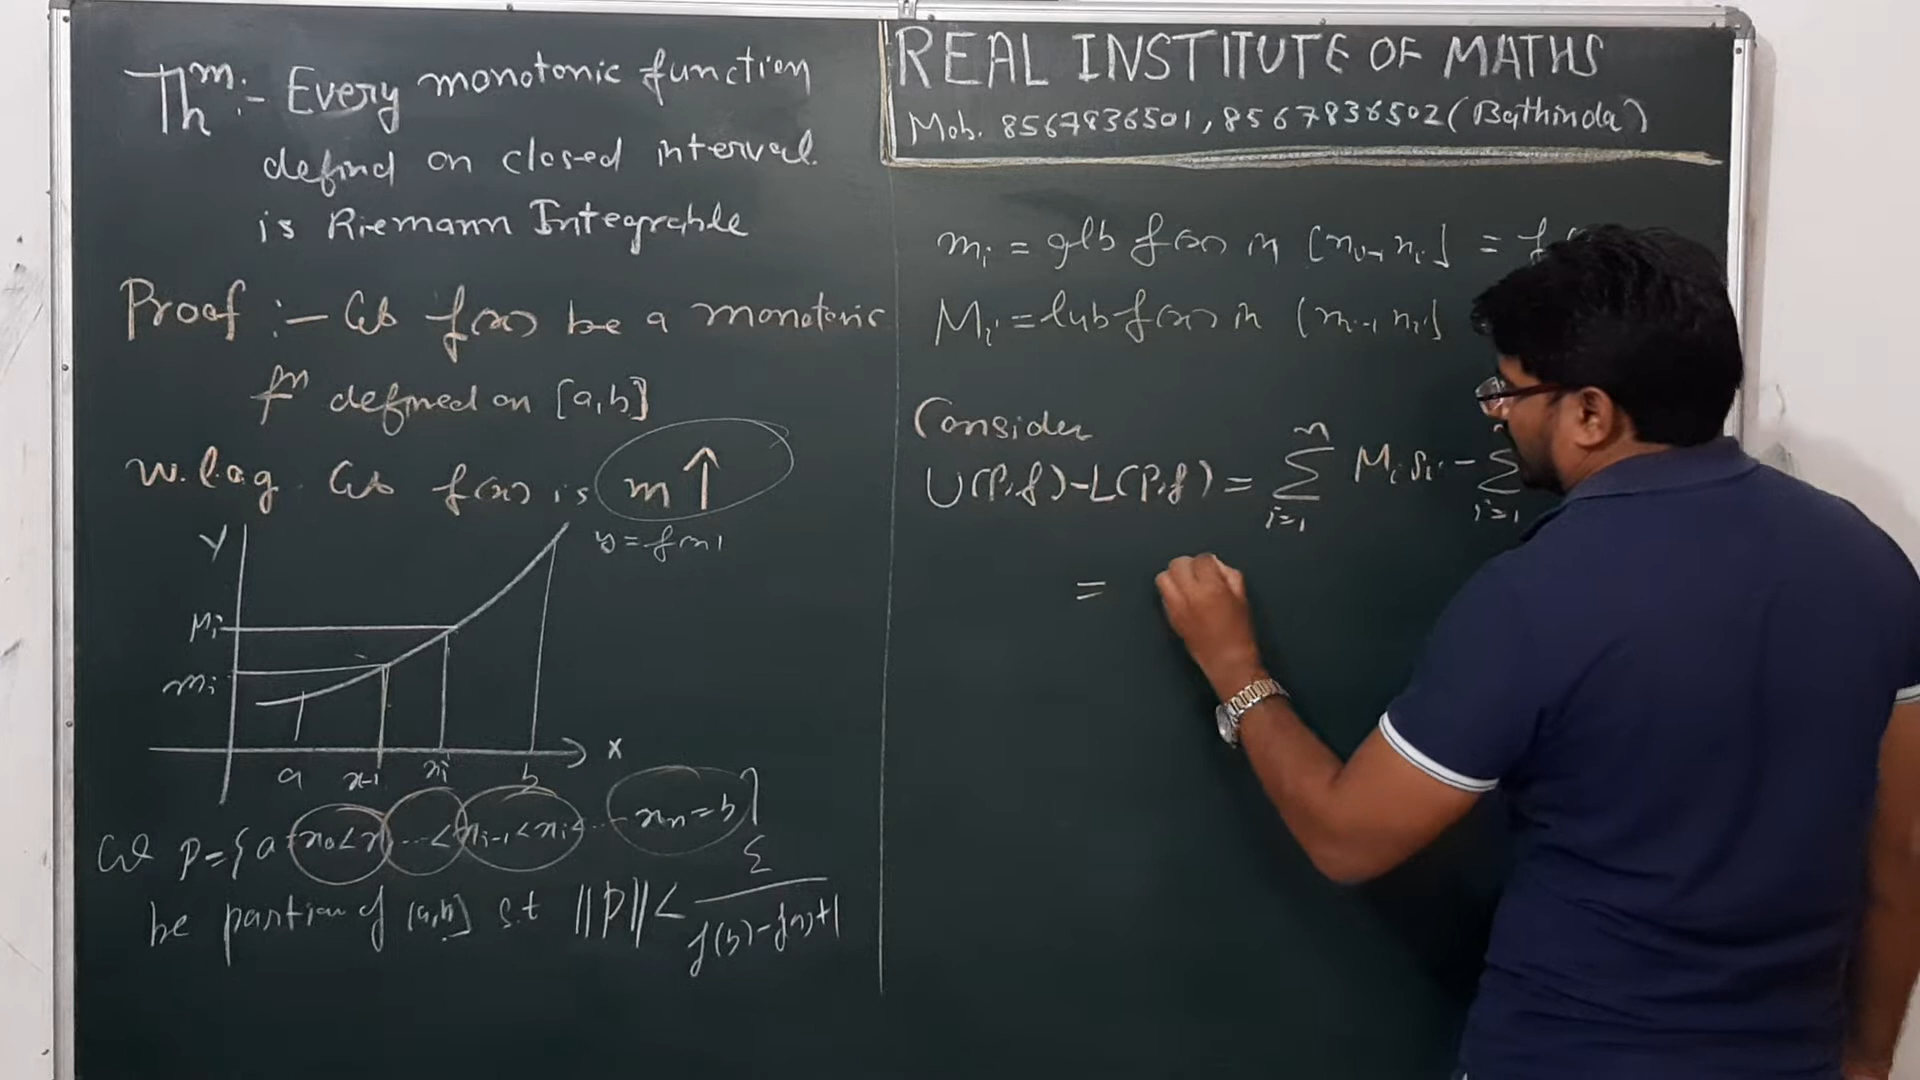 Thm:- Every monotonic function
defind on closed interval
is Riemann Integrable
Proof :- Let f(x) be a monotonic
fn defined on [a,b]
w.l.o.g. Let f(x) is m↑
y = f(x)
Y
Mi
mi
X
a xi-1 xi b
Let p={a=x0<x1...<xi-1<xi<...xn=b}
be partion of [a,b] s.t ||P|| < ε/f(b)-f(a)+1
REAL INSTITUTE OF MATHS
Mob. 8567836501, 8567836502 (Bathinda)
mi = glb f(x) in [xi-1, xi] = f
Mi = lub f(x) in [xi-1, xi]
Consider
U(P,f)-L(P,f) = Σ i=1 n Mi δi - Σ i=1
=